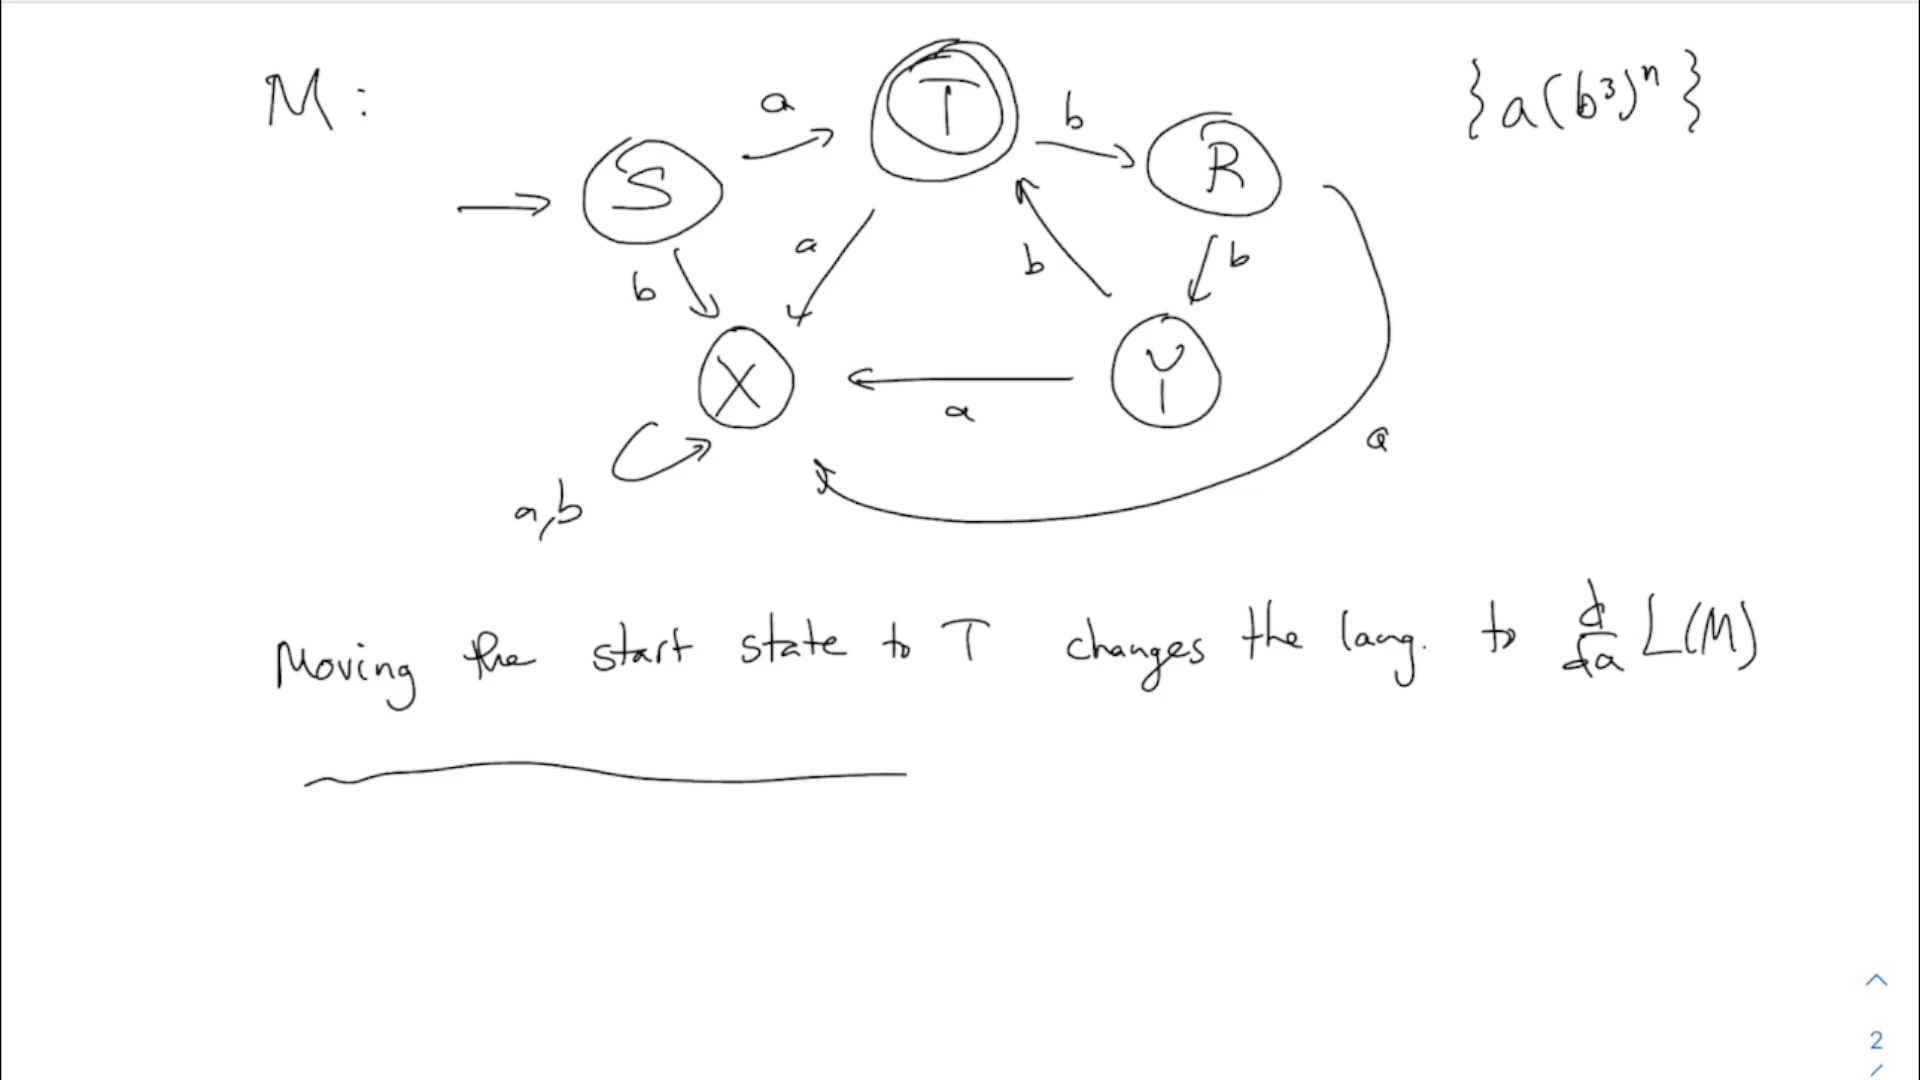 M:
{a(b³)ⁿ}
a
T
b
R
S
a
b
b
b
X
Y
a
a
a,b
Moving the start state to T changes the lang. to d/da L(M)
2